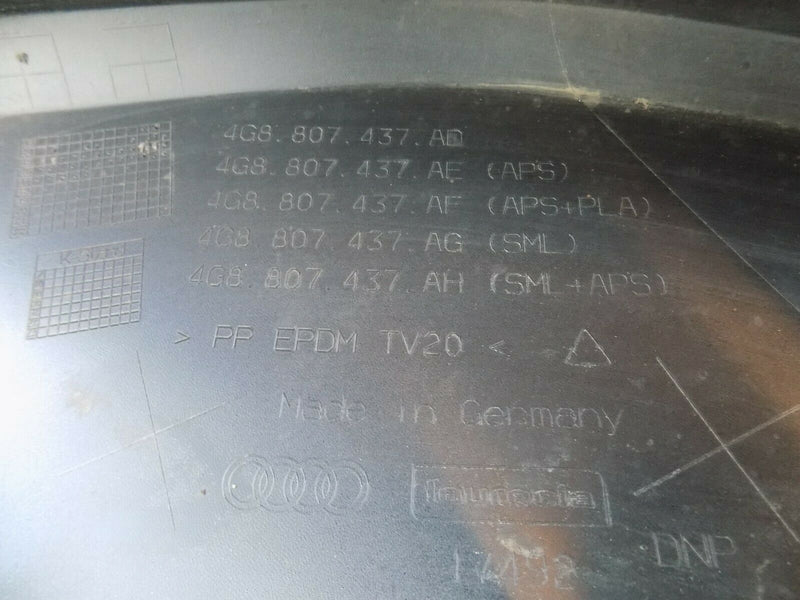 4G8.807.437.AD
4G8.807.437.AE (APS)
4G8.807.437.AF (APS+PLA)
4G8.807.437.AG (SML)
4G8.807.437.AH (SML+APS)
> PP EPDM TV20 <
Made in Germany
faurecia
DNP